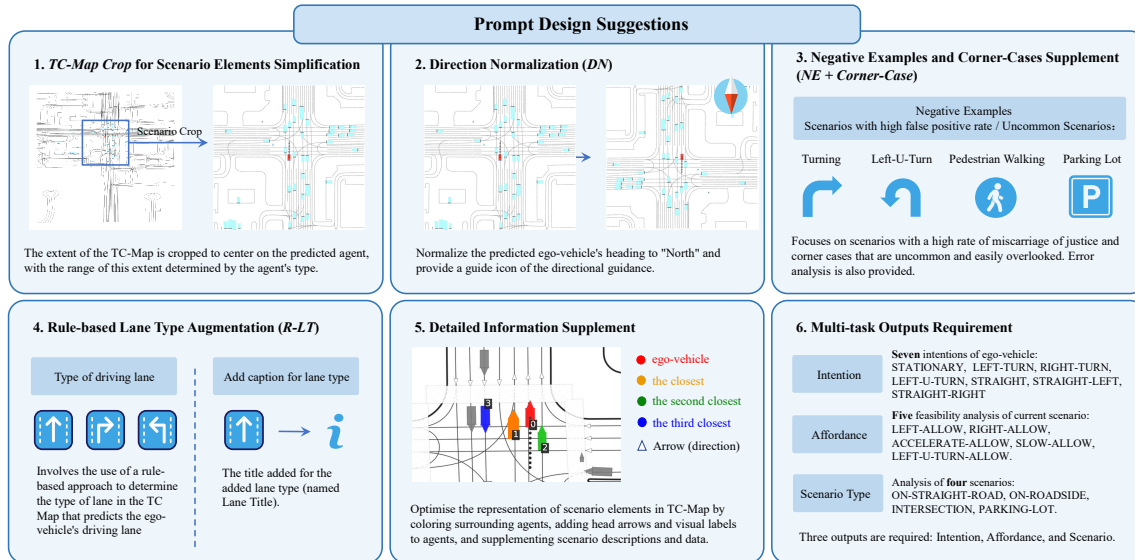 Prompt Design Suggestions
1. TC-Map Crop for Scenario Elements Simplification
Scenario Crop
The extent of the TC-Map is cropped to center on the predicted agent,
with the range of this extent determined by the agent's type.
2. Direction Normalization (DN)
Normalize the predicted ego-vehicle's heading to "North" and
provide a guide icon of the directional guidance.
3. Negative Examples and Corner-Cases Supplement
(NE + Corner-Case)
Negative Examples
Scenarios with high false positive rate / Uncommon Scenarios:
Turning
Left-U-Turn
Pedestrian Walking
Parking Lot
P
Focuses on scenarios with a high rate of miscarriage of justice and
corner cases that are uncommon and easily overlooked. Error
analysis is also provided.
4. Rule-based Lane Type Augmentation (R-LT)
Type of driving lane
Involves the use of a rule-
based approach to determine
the type of lane in the TC
Map that predicts the ego-
vehicle's driving lane
Add caption for lane type
i
The title added for the
added lane type (named
Lane Title).
5. Detailed Information Supplement
3
0
1
2
ego-vehicle
the closest
the second closest
the third closest
Arrow (direction)
Optimise the representation of scenario elements in TC-Map by
coloring surrounding agents, adding head arrows and visual labels
to agents, and supplementing scenario descriptions and data.
6. Multi-task Outputs Requirement
Intention
Seven intentions of ego-vehicle:
STATIONARY, LEFT-TURN, RIGHT-TURN,
LEFT-U-TURN, STRAIGHT, STRAIGHT-LEFT,
STRAIGHT-RIGHT
Affordance
Five feasibility analysis of current scenario:
LEFT-ALLOW, RIGHT-ALLOW,
ACCELERATE-ALLOW, SLOW-ALLOW,
LEFT-U-TURN-ALLOW.
Scenario Type
Analysis of four scenarios:
ON-STRAIGHT-ROAD, ON-ROADSIDE,
INTERSECTION, PARKING-LOT.
Three outputs are required: Intention, Affordance, and Scenario.